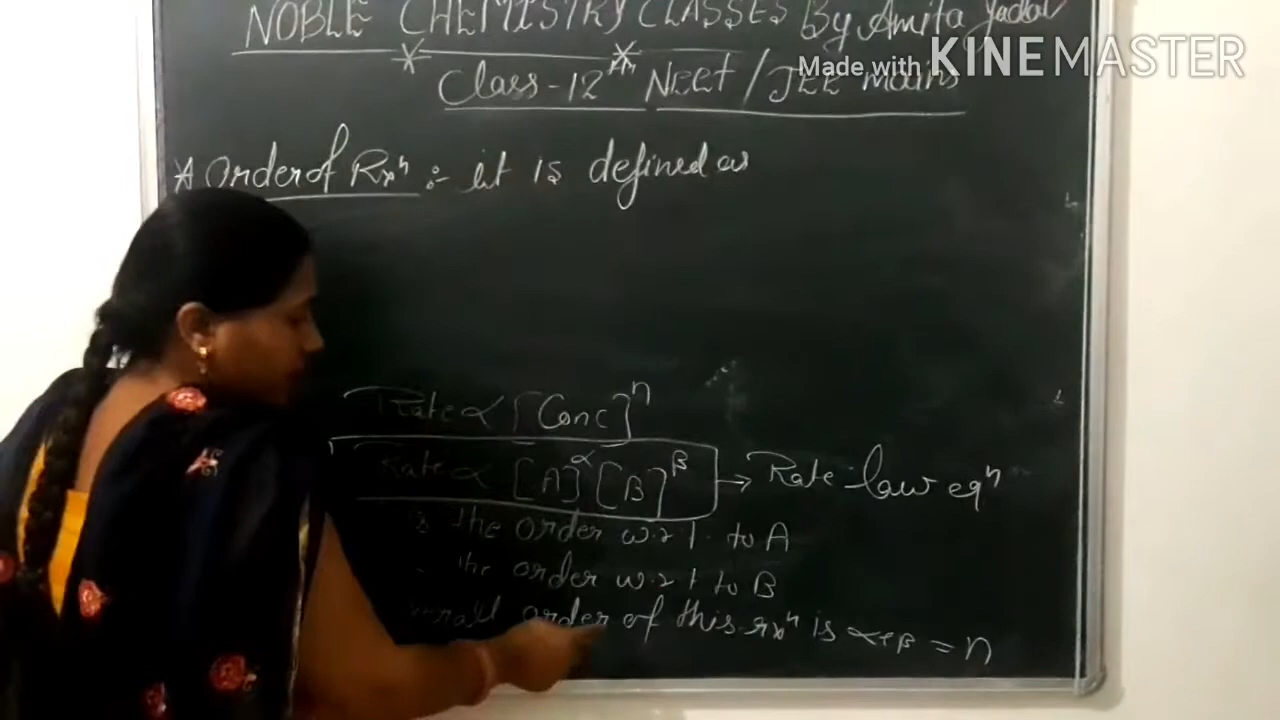 NOBLE CHEMISTRY CLASSES By Amita Yadav
Made with KINEMASTER
Class-12th NEET / JEE mains
* Order of Rxⁿ :- it is defined as
Rate ∝ [Conc]ⁿ
Rate ∝ [A]^α [B]^β → Rate law eqⁿ
the order w.r.t. to A
the order w.r.t to B
order of this rxⁿ is α+β = n